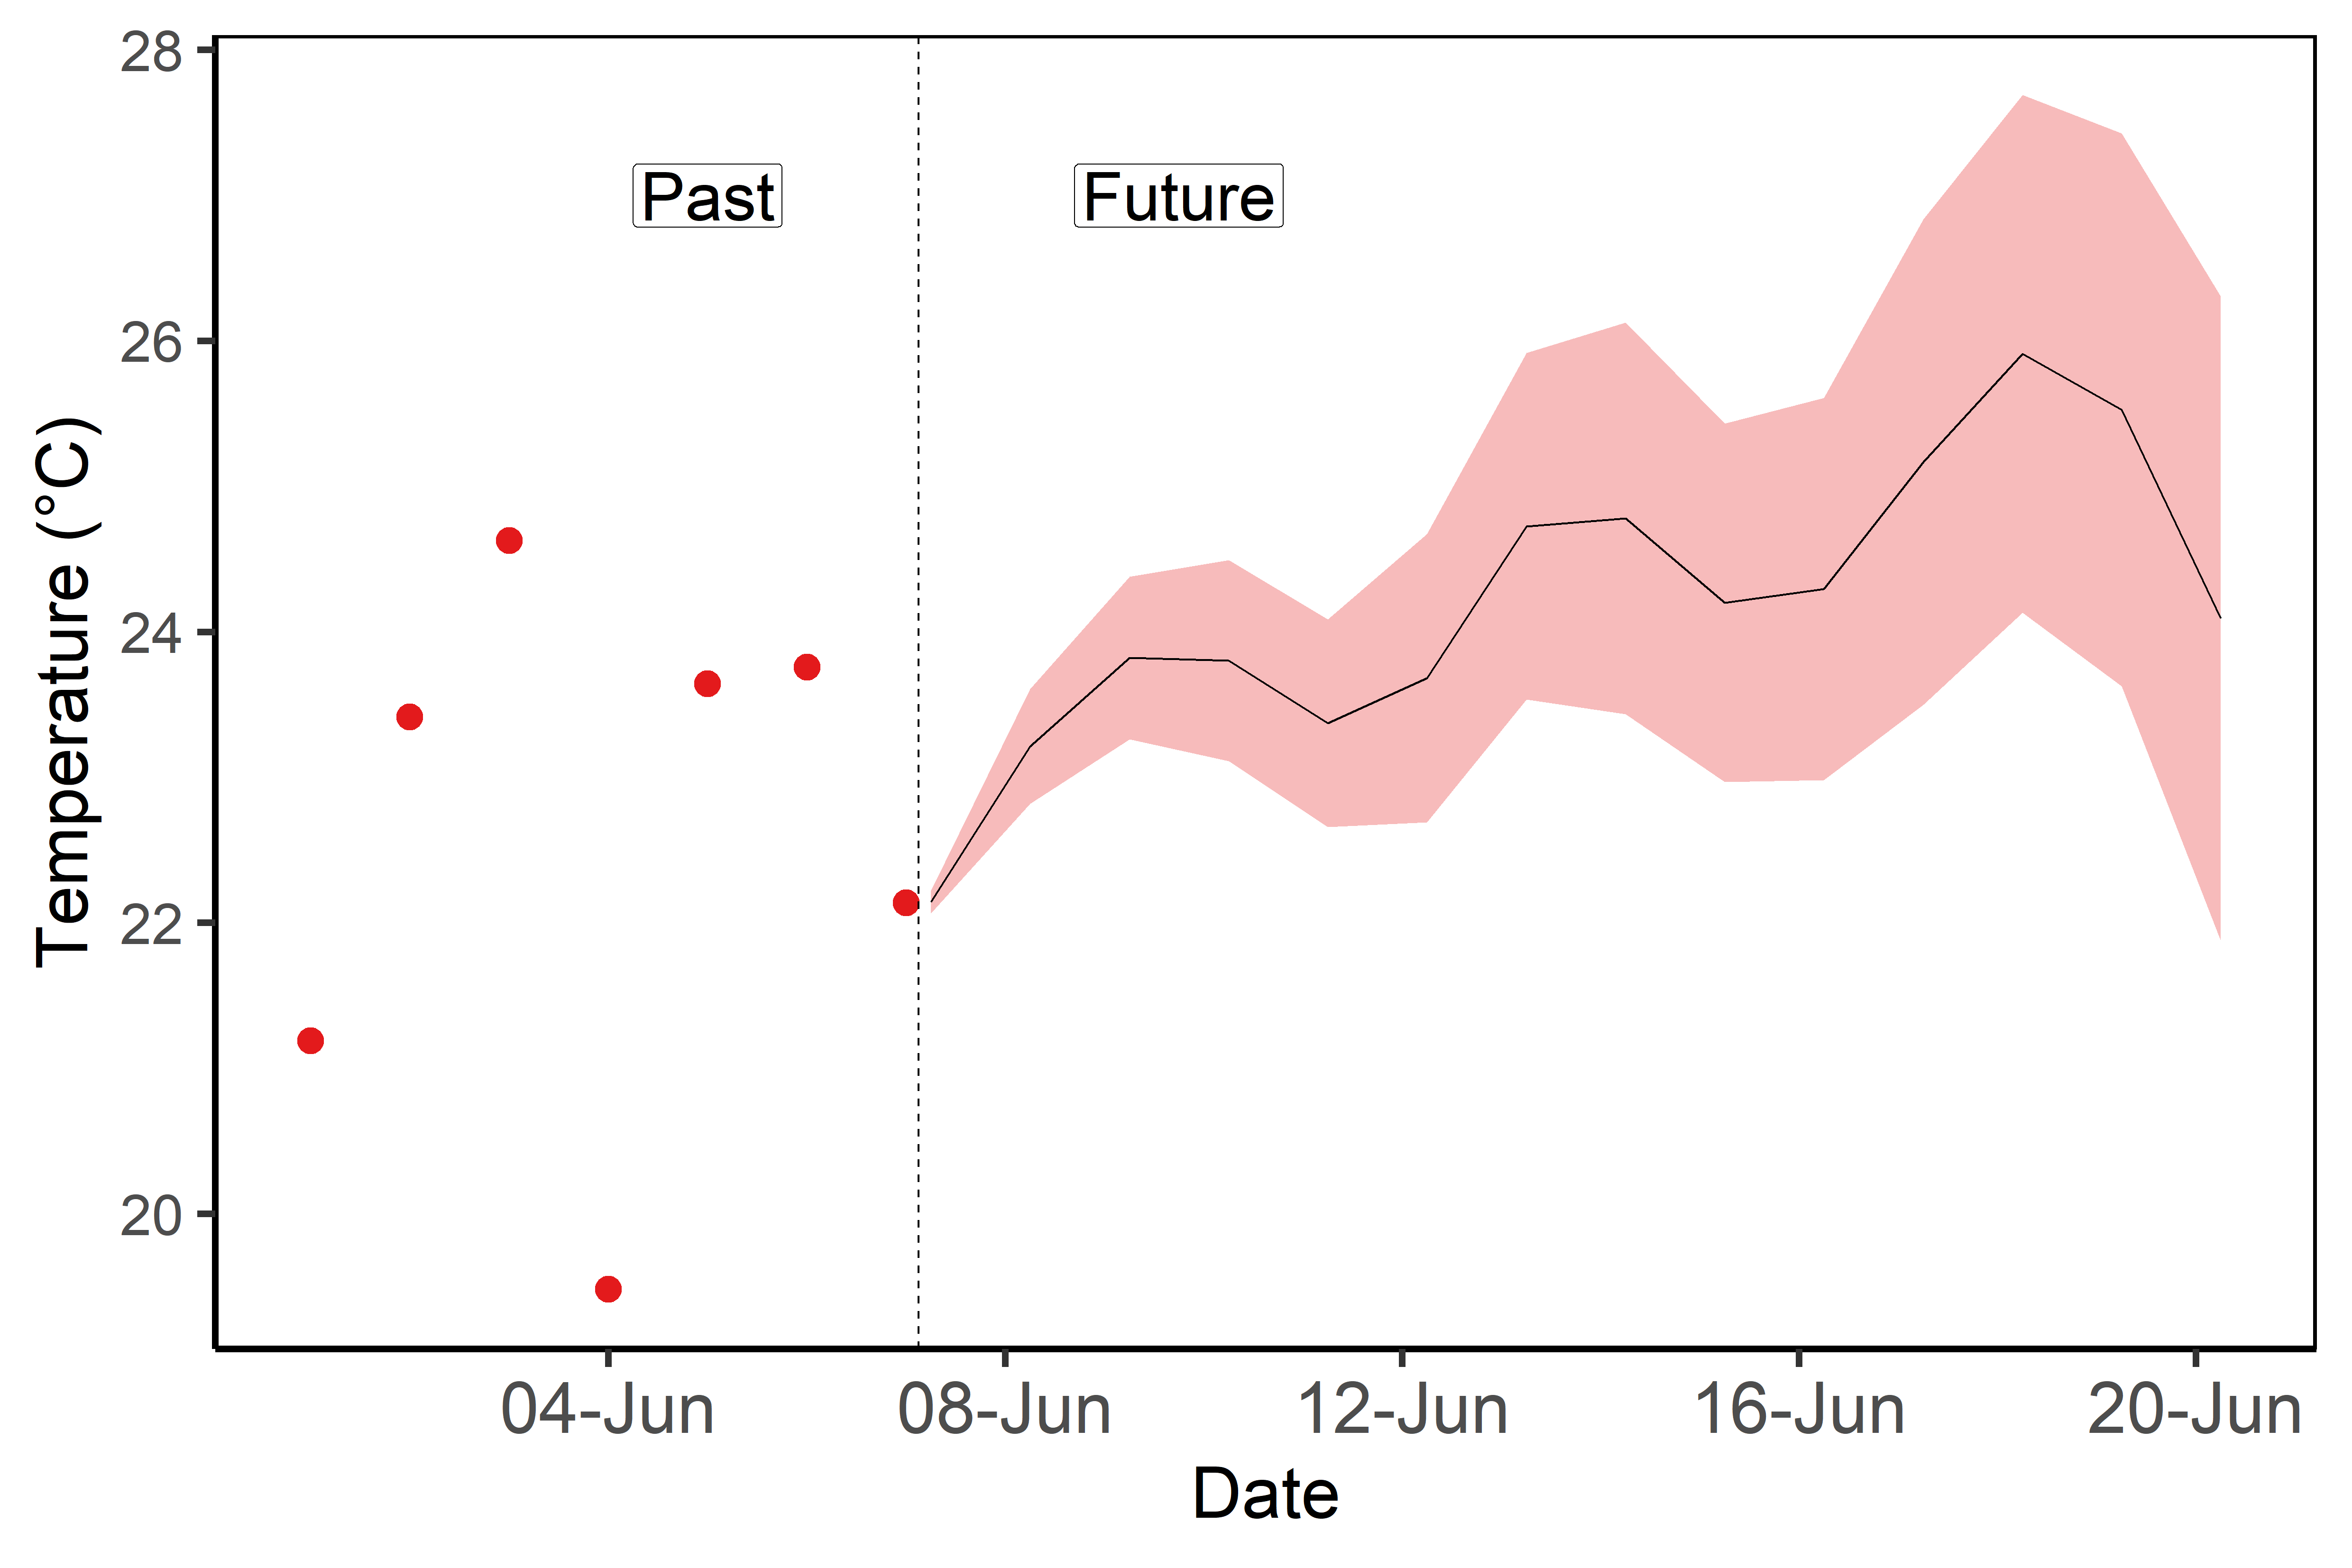 28
26
24
22
20
Temperature (°C)
Past
Future
04-Jun
08-Jun
12-Jun
16-Jun
20-Jun
Date